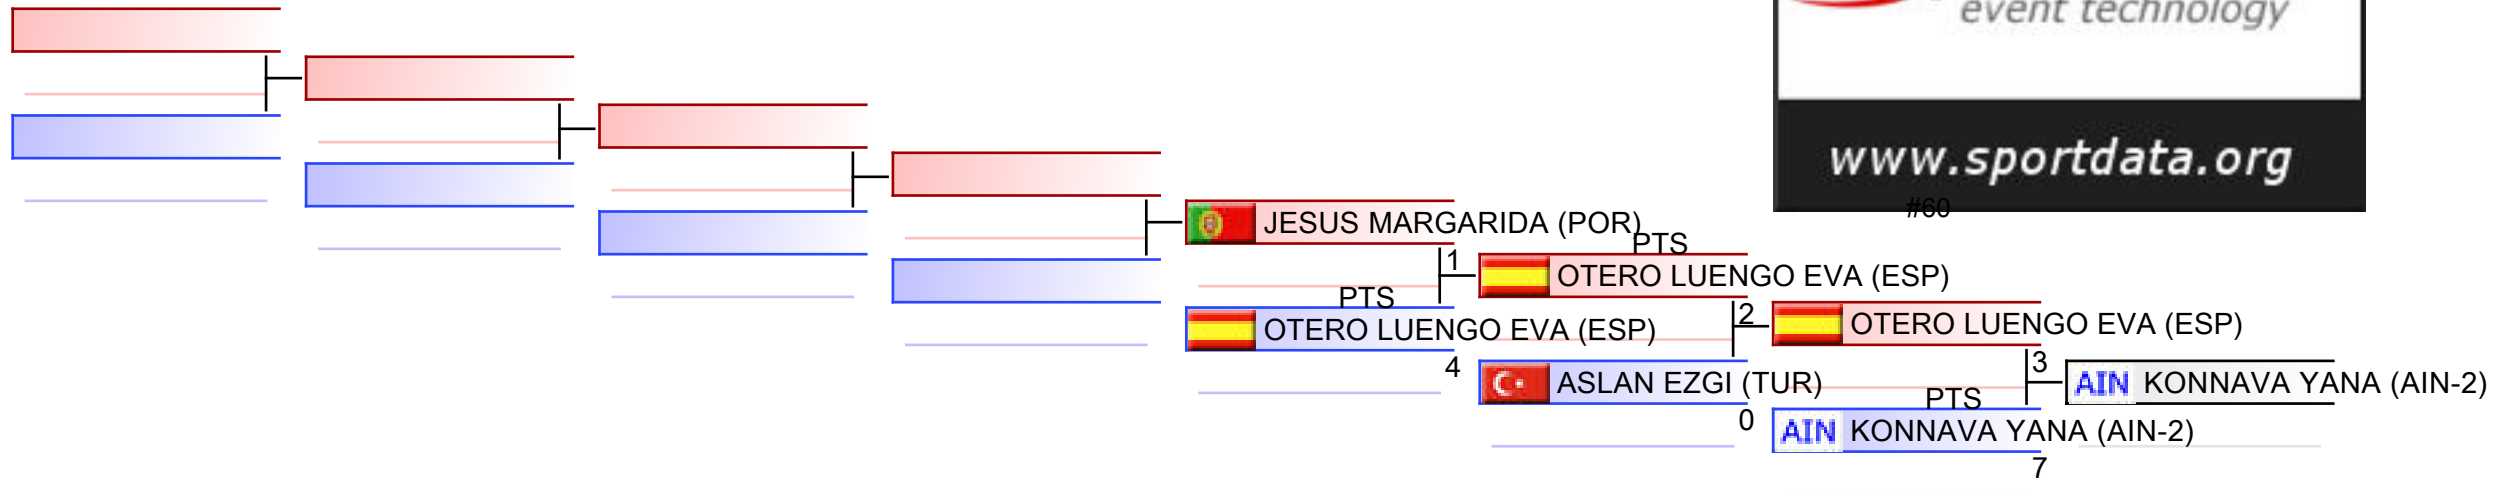 event technology
www.sportdata.org
#60
JESUS MARGARIDA (POR)
PTS
1
OTERO LUENGO EVA (ESP)
PTS
OTERO LUENGO EVA (ESP)
2
OTERO LUENGO EVA (ESP)
4
ASLAN EZGI (TUR)
3
AIN KONNAVA YANA (AIN-2)
PTS
0
AIN KONNAVA YANA (AIN-2)
7